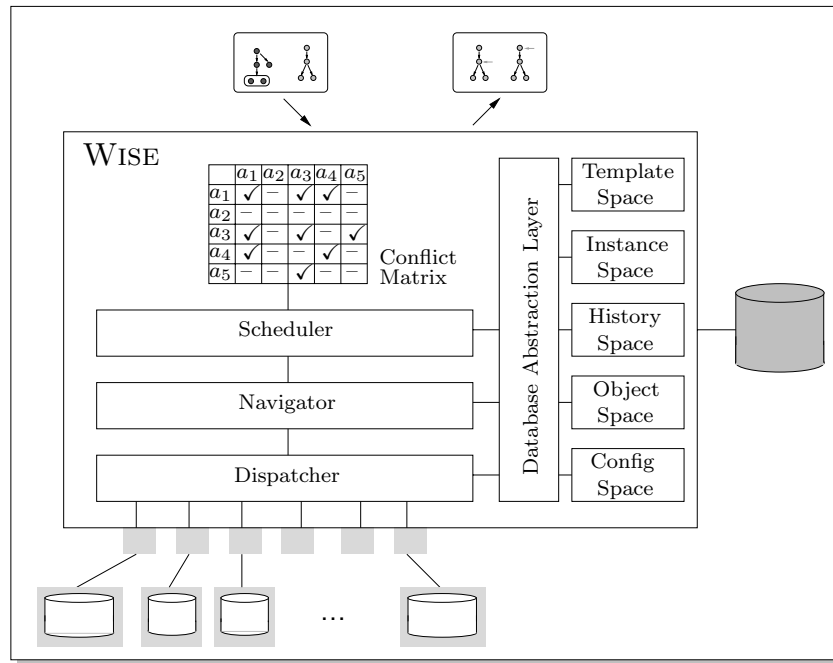 WISE
a1 a2 a3 a4 a5
a1 ✓ – ✓ ✓ –
a2 – – – – –
a3 ✓ – ✓ – ✓
a4 ✓ – – ✓ –
a5 – – ✓ – –
Conflict
Matrix
Scheduler
Navigator
Dispatcher
Database Abstraction Layer
Template
Space
Instance
Space
History
Space
Object
Space
Config
Space
...